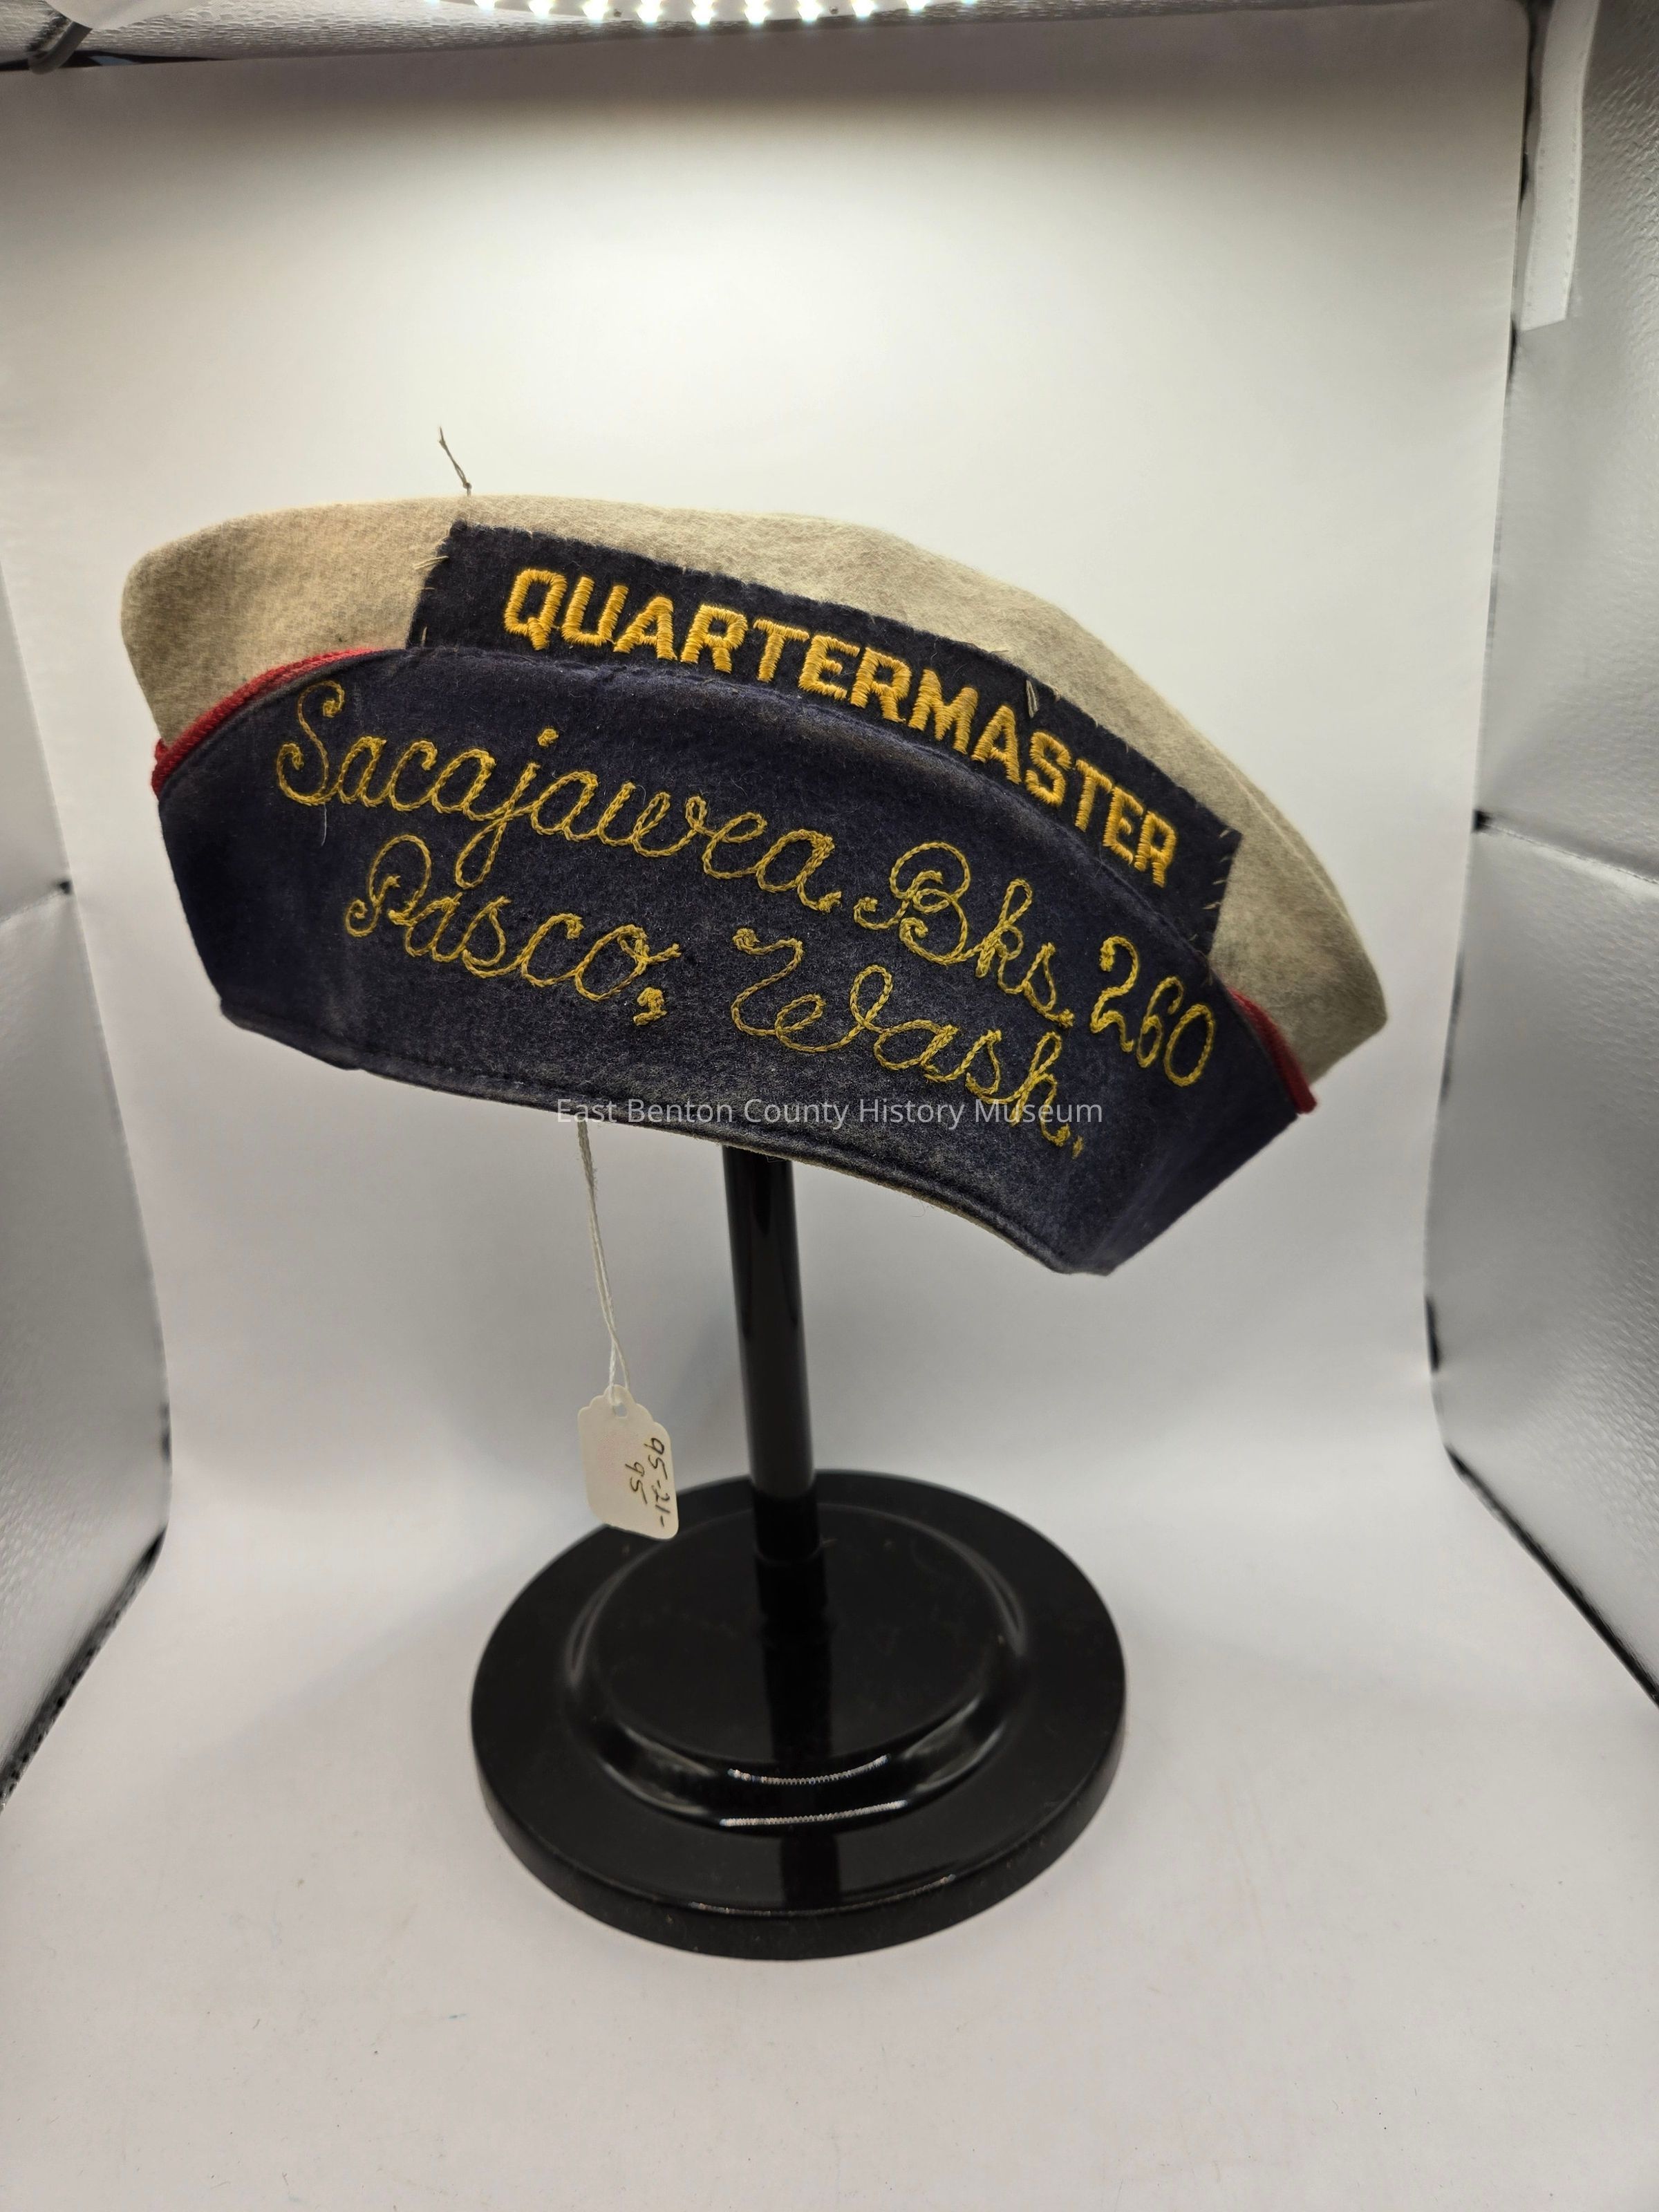 QUARTERMASTER
Sacajawea Bks. 260
Pasco, Wash.
East Benton County History Museum
95-21-
95